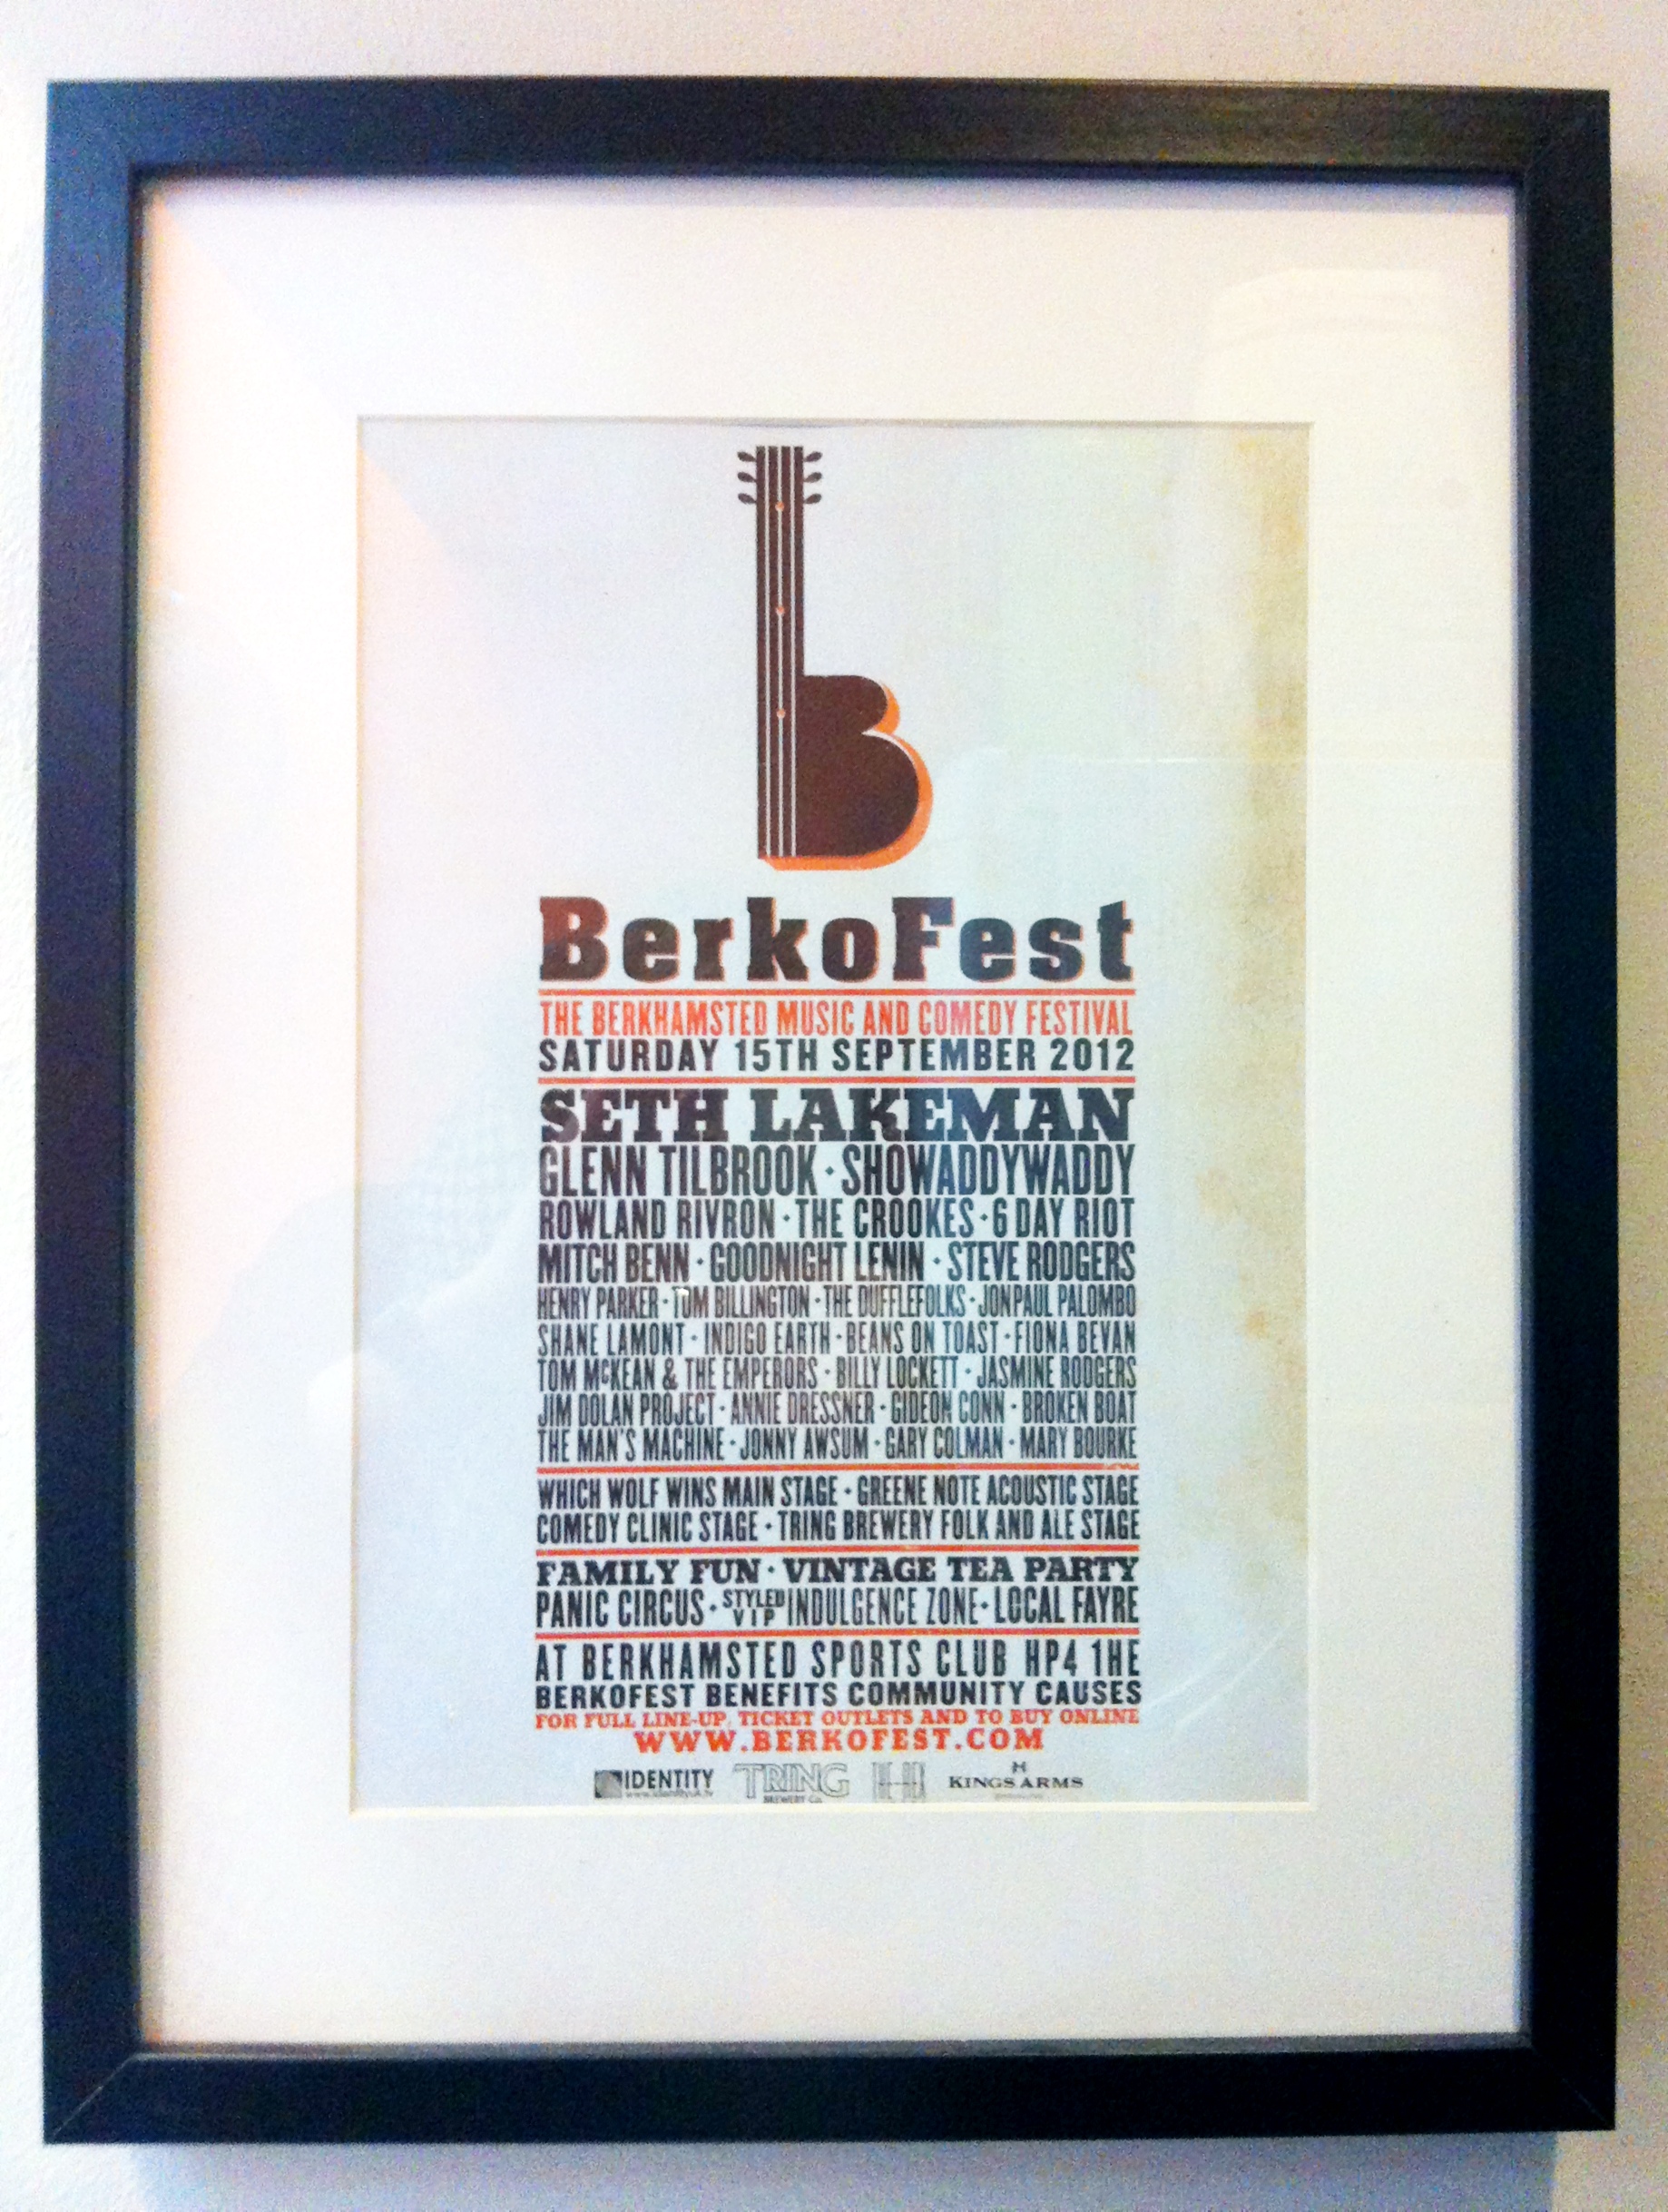 BerkoFest
THE BERKHAMSTED MUSIC AND COMEDY FESTIVAL
SATURDAY 15TH SEPTEMBER 2012
SETH LAKEMAN
GLENN TILBROOK · SHOWADDYWADDY
ROWLAND RIVRON · THE CROOKES · 6 DAY RIOT
MITCH BENN · GOODNIGHT LENIN · STEVE RODGERS
HENRY PARKER · TOM BILLINGTON · THE DUFFLEFOLKS · JONPAUL PALOMBO
SHANE LAMONT · INDIGO EARTH · BEANS ON TOAST · FIONA BEVAN
TOM McKEAN & THE EMPERORS · BILLY LOCKETT · JASMINE RODGERS
JIM DOLAN PROJECT · ANNIE DRESSNER · GIDEON CONN · BROKEN BOAT
THE MAN'S MACHINE · JONNY AWSUM · GARY COLMAN · MARY BOURKE
WHICH WOLF WINS MAIN STAGE · GREENE NOTE ACOUSTIC STAGE
COMEDY CLINIC STAGE · TRING BREWERY FOLK AND ALE STAGE
FAMILY FUN · VINTAGE TEA PARTY
PANIC CIRCUS · STYLED VIP INDULGENCE ZONE · LOCAL FAYRE
AT BERKHAMSTED SPORTS CLUB HP4 1HE
BERKOFEST BENEFITS COMMUNITY CAUSES
FOR FULL LINE-UP, TICKET OUTLETS AND TO BUY ONLINE
WWW.BERKOFEST.COM
IDENTITY TRING KINGS ARMS
www.identityuk.tv BREWERY Co.